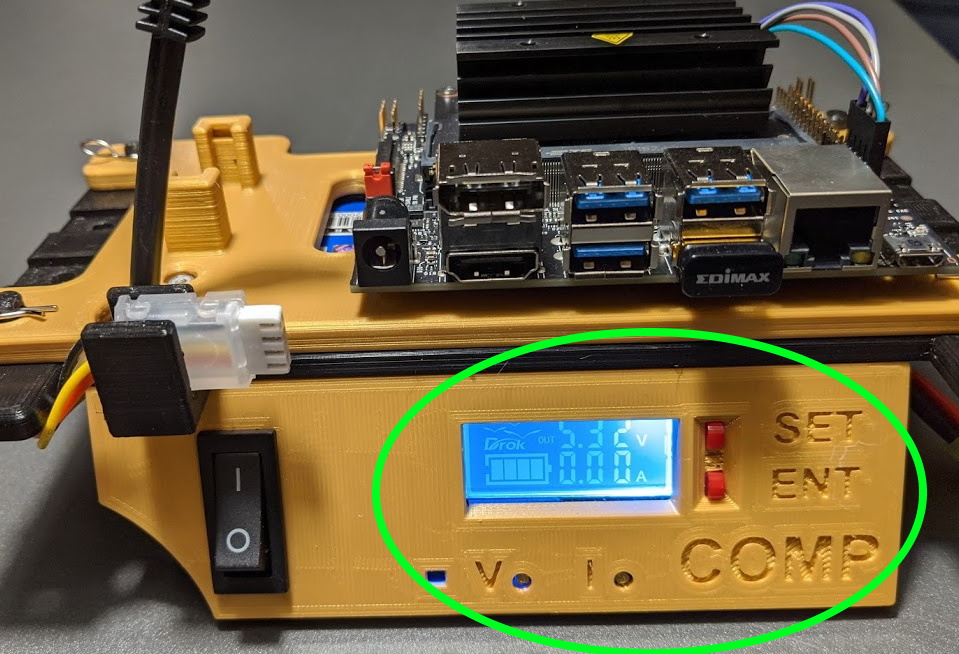 EDiMAX
SET
Drok OUT 5.32 V
0.00 A
ENT
V I COMP